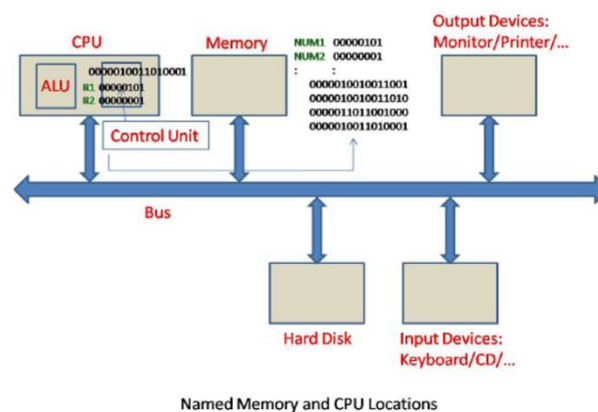 CPU
Memory
NUM1 00000101
NUM2 00000001
: :
0000010010011001
0000010010011010
0000011011001000
0000010011010001
Output Devices:
Monitor/Printer/...
0000010011010001
ALU
R1 00000101
R2 00000001
Control Unit
Bus
Hard Disk
Input Devices:
Keyboard/CD/...
Named Memory and CPU Locations